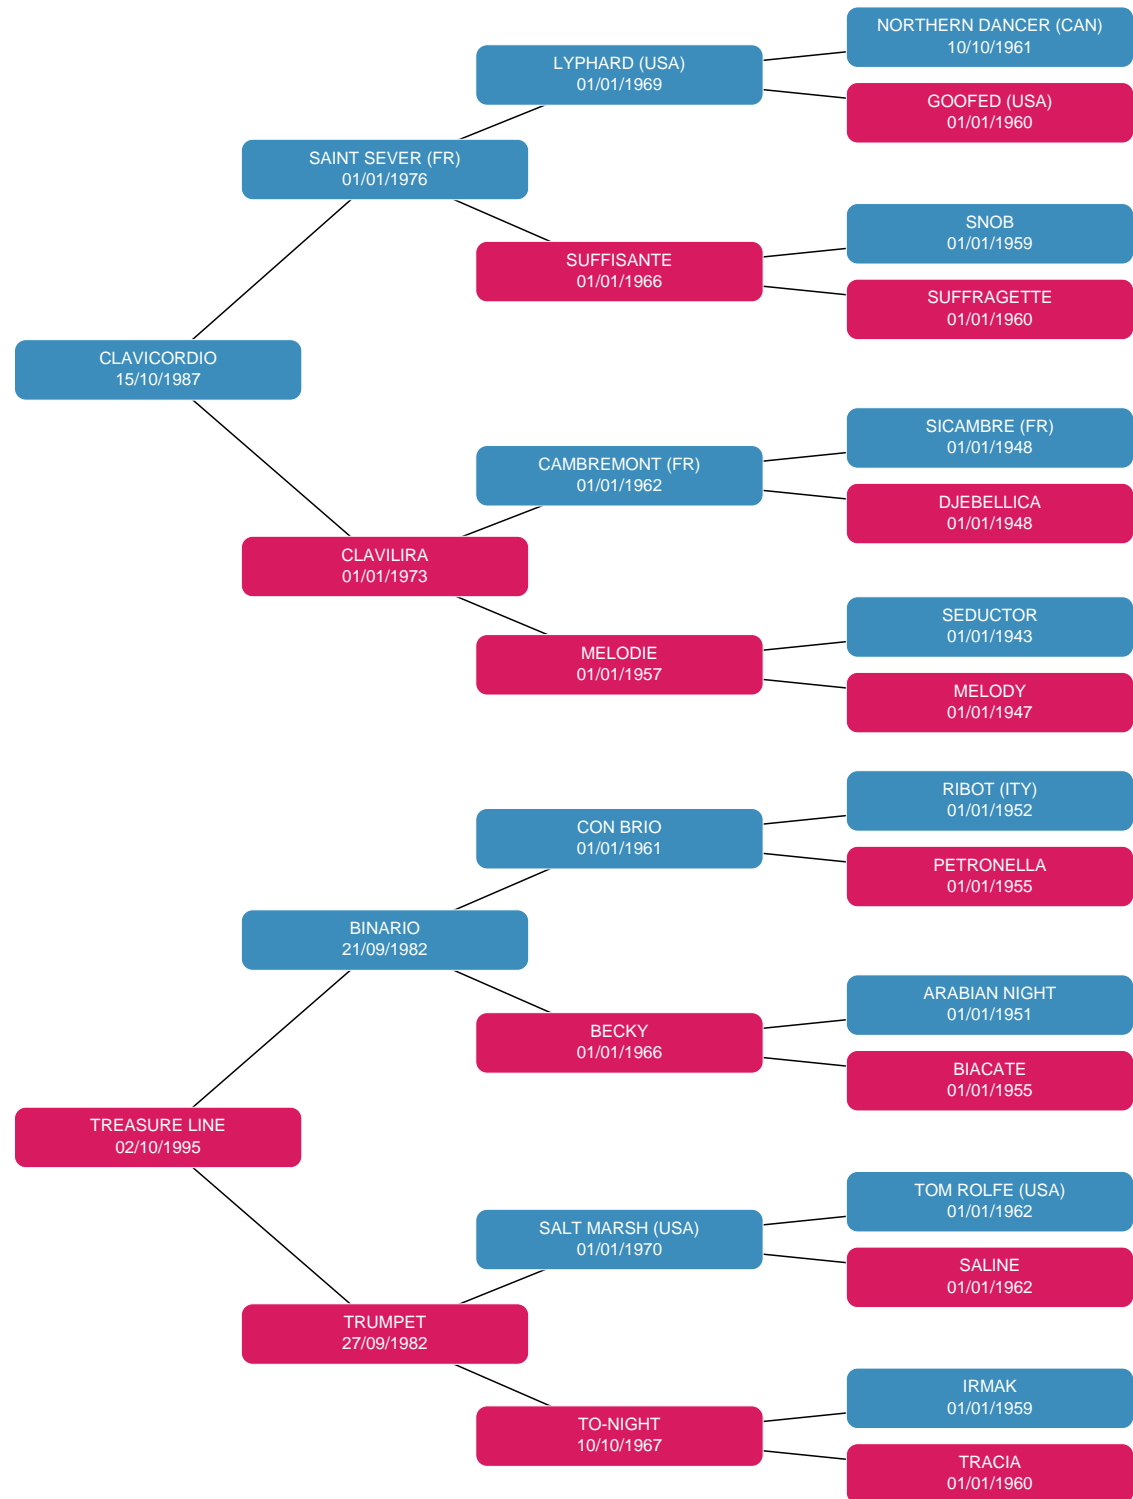 NORTHERN DANCER (CAN)
10/10/1961
LYPHARD (USA)
01/01/1969
GOOFED (USA)
01/01/1960
SAINT SEVER (FR)
01/01/1976
SNOB
01/01/1959
SUFFISANTE
01/01/1966
SUFFRAGETTE
01/01/1960
CLAVICORDIO
15/10/1987
SICAMBRE (FR)
01/01/1948
CAMBREMONT (FR)
01/01/1962
DJEBELLICA
01/01/1948
CLAVILIRA
01/01/1973
SEDUCTOR
01/01/1943
MELODIE
01/01/1957
MELODY
01/01/1947
RIBOT (ITY)
01/01/1952
CON BRIO
01/01/1961
PETRONELLA
01/01/1955
BINARIO
21/09/1982
ARABIAN NIGHT
01/01/1951
BECKY
01/01/1966
BIACATE
01/01/1955
TREASURE LINE
02/10/1995
TOM ROLFE (USA)
01/01/1962
SALT MARSH (USA)
01/01/1970
SALINE
01/01/1962
TRUMPET
27/09/1982
IRMAK
01/01/1959
TO-NIGHT
10/10/1967
TRACIA
01/01/1960